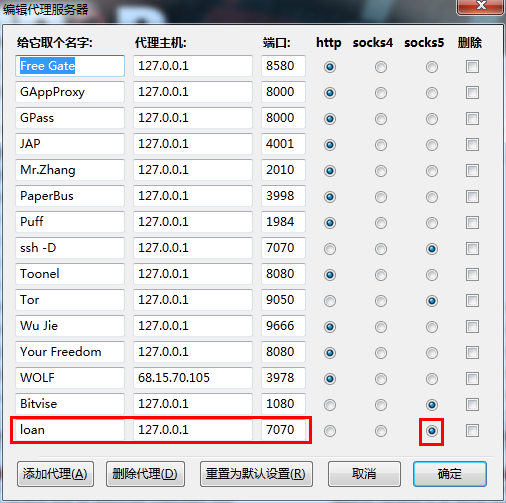 编辑代理服务器
给它取个名字: 代理主机: 端口: http socks4 socks5 删除
Free Gate 127.0.0.1 8580
GAppProxy 127.0.0.1 8000
GPass 127.0.0.1 8000
JAP 127.0.0.1 4001
Mr.Zhang 127.0.0.1 2010
PaperBus 127.0.0.1 3998
Puff 127.0.0.1 1984
ssh -D 127.0.0.1 7070
Toonel 127.0.0.1 8080
Tor 127.0.0.1 9050
Wu Jie 127.0.0.1 9666
Your Freedom 127.0.0.1 8080
WOLF 68.15.70.105 3978
Bitvise 127.0.0.1 1080
loan 127.0.0.1 7070
添加代理(A) 删除代理(D) 重置为默认设置(R) 取消 确定